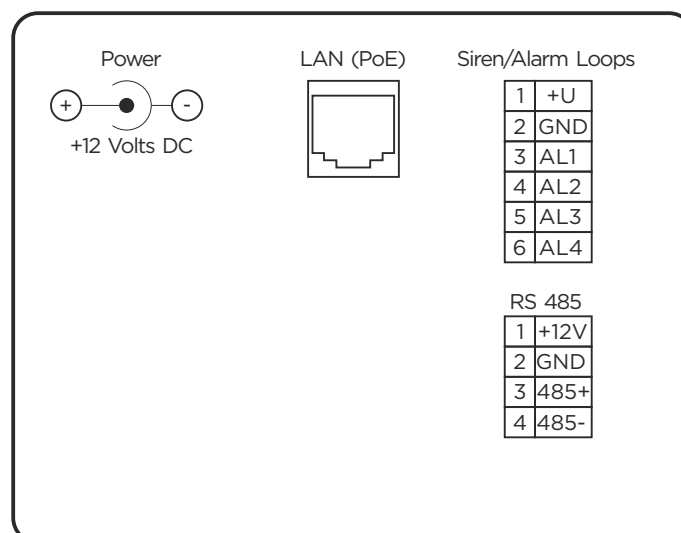 Power
+ -
+12 Volts DC
LAN (PoE)
Siren/Alarm Loops
1 +U
2 GND
3 AL1
4 AL2
5 AL3
6 AL4
RS 485
1 +12V
2 GND
3 485+
4 485-